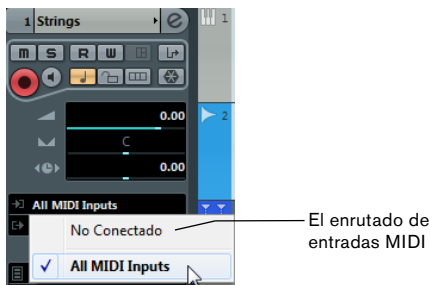 1 Strings
e
1
m S R W
2
0.00
C
0.00
All MIDI Inputs
No Conectado
El enrutado de
entradas MIDI
✓ All MIDI Inputs